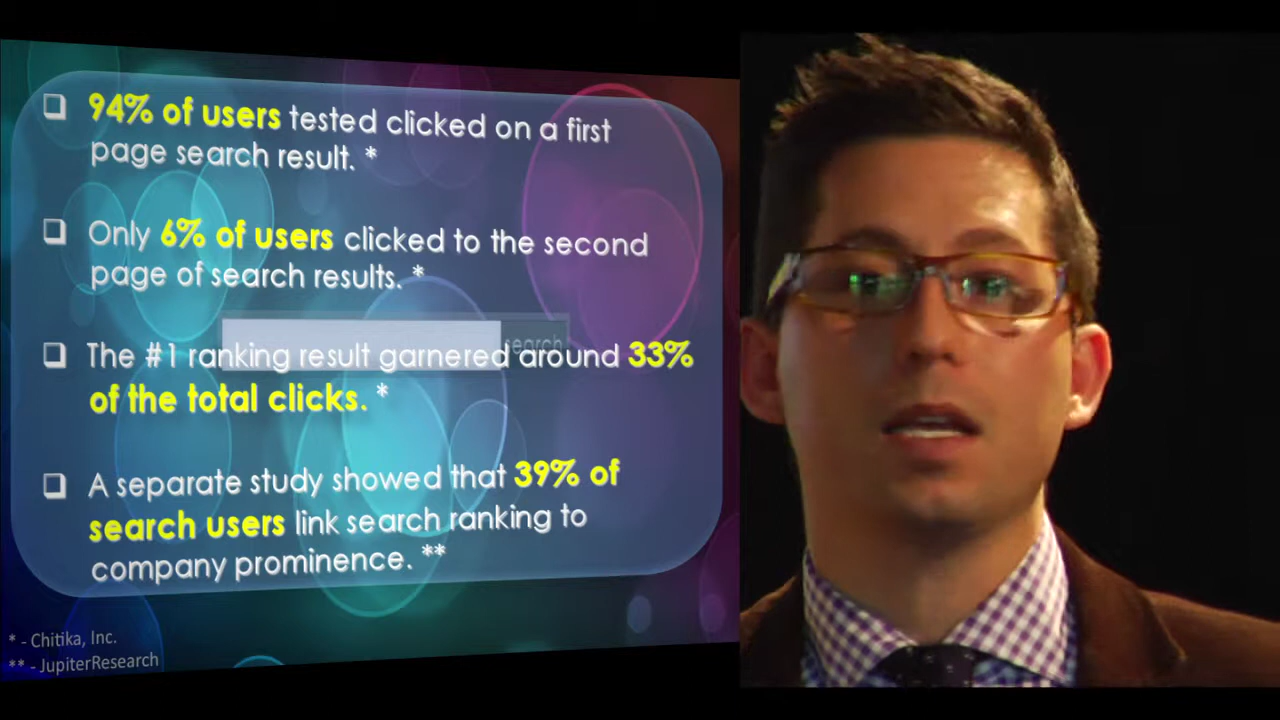 94% of users tested clicked on a first
page search result. *
Only 6% of users clicked to the second
page of search results. *
search
The #1 ranking result garnered around 33%
of the total clicks. *
A separate study showed that 39% of
search users link search ranking to
company prominence. **
* - Chitika, Inc.
** - JupiterResearch